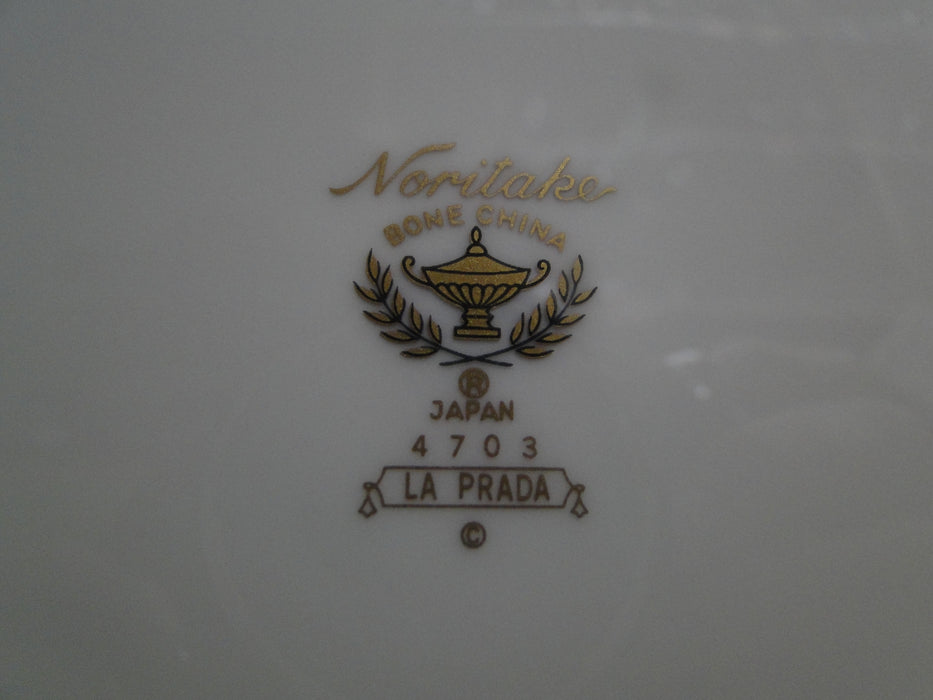 Noritake
BONE CHINA
®
JAPAN
4703
LA PRADA
©